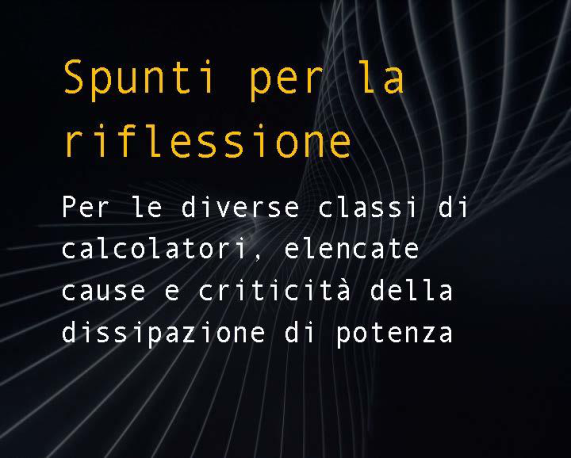 Spunti per la
riflessione
Per le diverse classi di
calcolatori, elencate
cause e criticità della
dissipazione di potenza